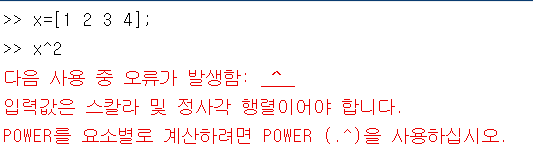 >> x=[1 2 3 4];
>> x^2
다음 사용 중 오류가 발생함:  ^ 
입력값은 스칼라 및 정사각 행렬이어야 합니다.
POWER를 요소별로 계산하려면 POWER (.^)을 사용하십시오.